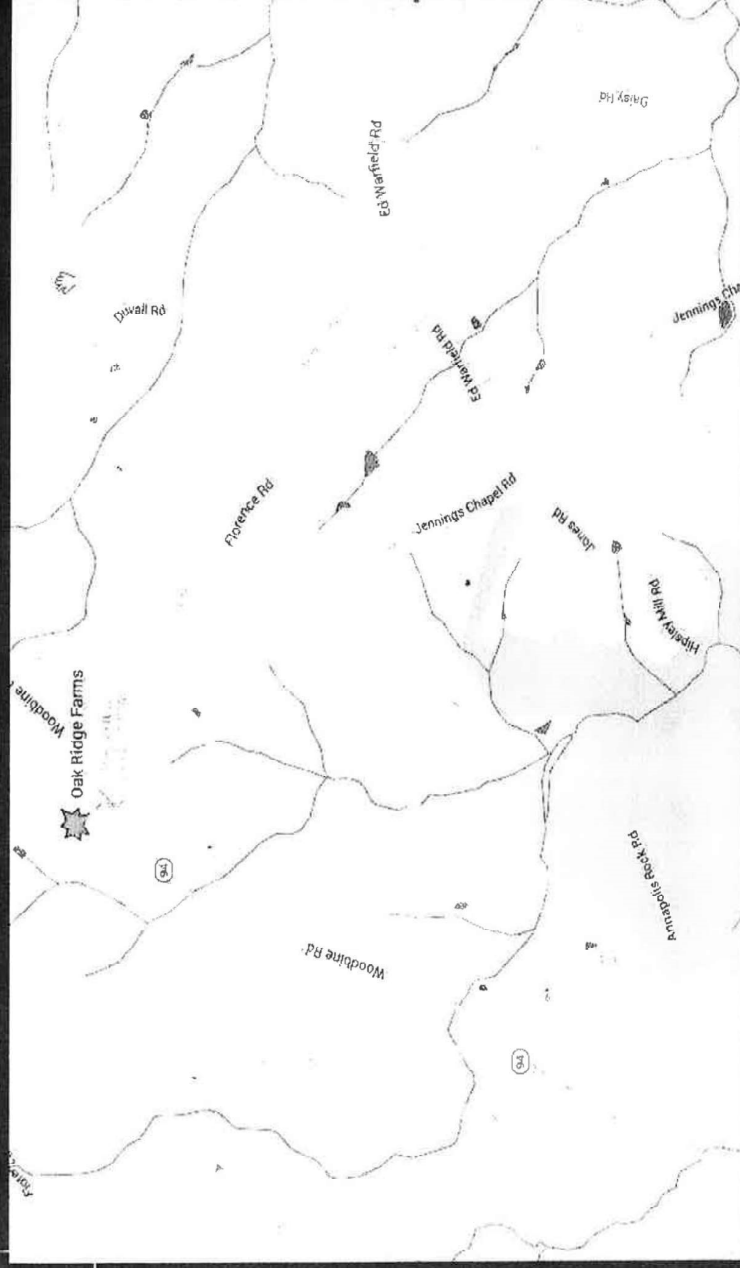 Daisy Rd
Ed Warfield Rd
Duvall Rd
Jennings Cha
Ed Warfield Rd
Florence Rd
Jennings Chapel Rd
Jones Rd
Hipsley Mill Rd
Woodbine
Oak Ridge Farms
94
Annapolis Rock Rd
Woodbine Rd
94